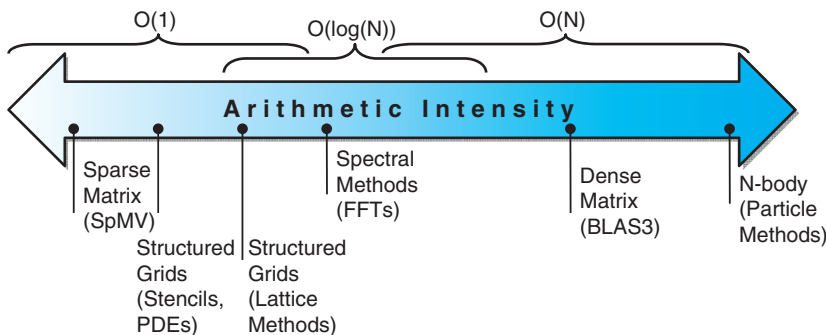 O(1)
O(log(N))
O(N)
Arithmetic Intensity
Sparse
Matrix
(SpMV)
Structured
Grids
(Stencils,
PDEs)
Structured
Grids
(Lattice
Methods)
Spectral
Methods
(FFTs)
Dense
Matrix
(BLAS3)
N-body
(Particle
Methods)